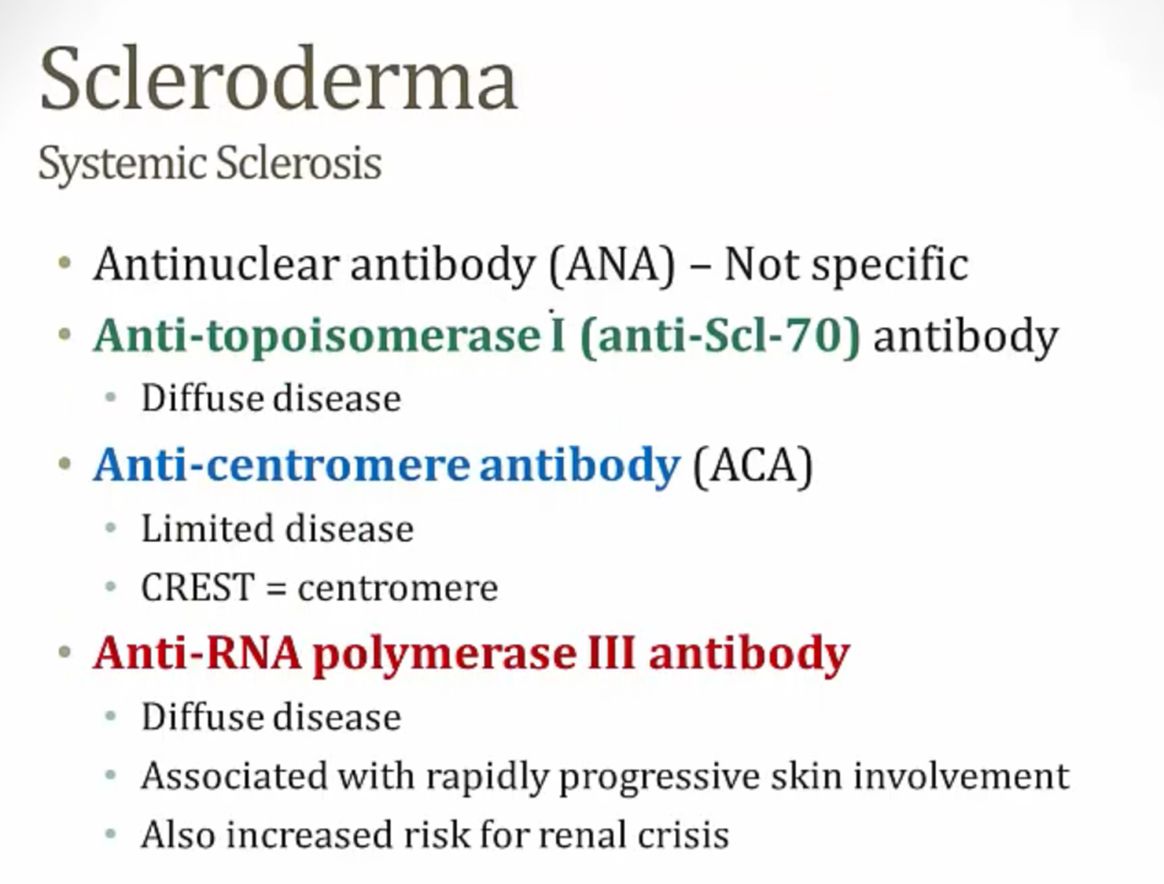 Scleroderma
Systemic Sclerosis
• Antinuclear antibody (ANA) – Not specific
• Anti-topoisomerase I (anti-Scl-70) antibody
• Diffuse disease
• Anti-centromere antibody (ACA)
• Limited disease
• CREST = centromere
• Anti-RNA polymerase III antibody
• Diffuse disease
• Associated with rapidly progressive skin involvement
• Also increased risk for renal crisis